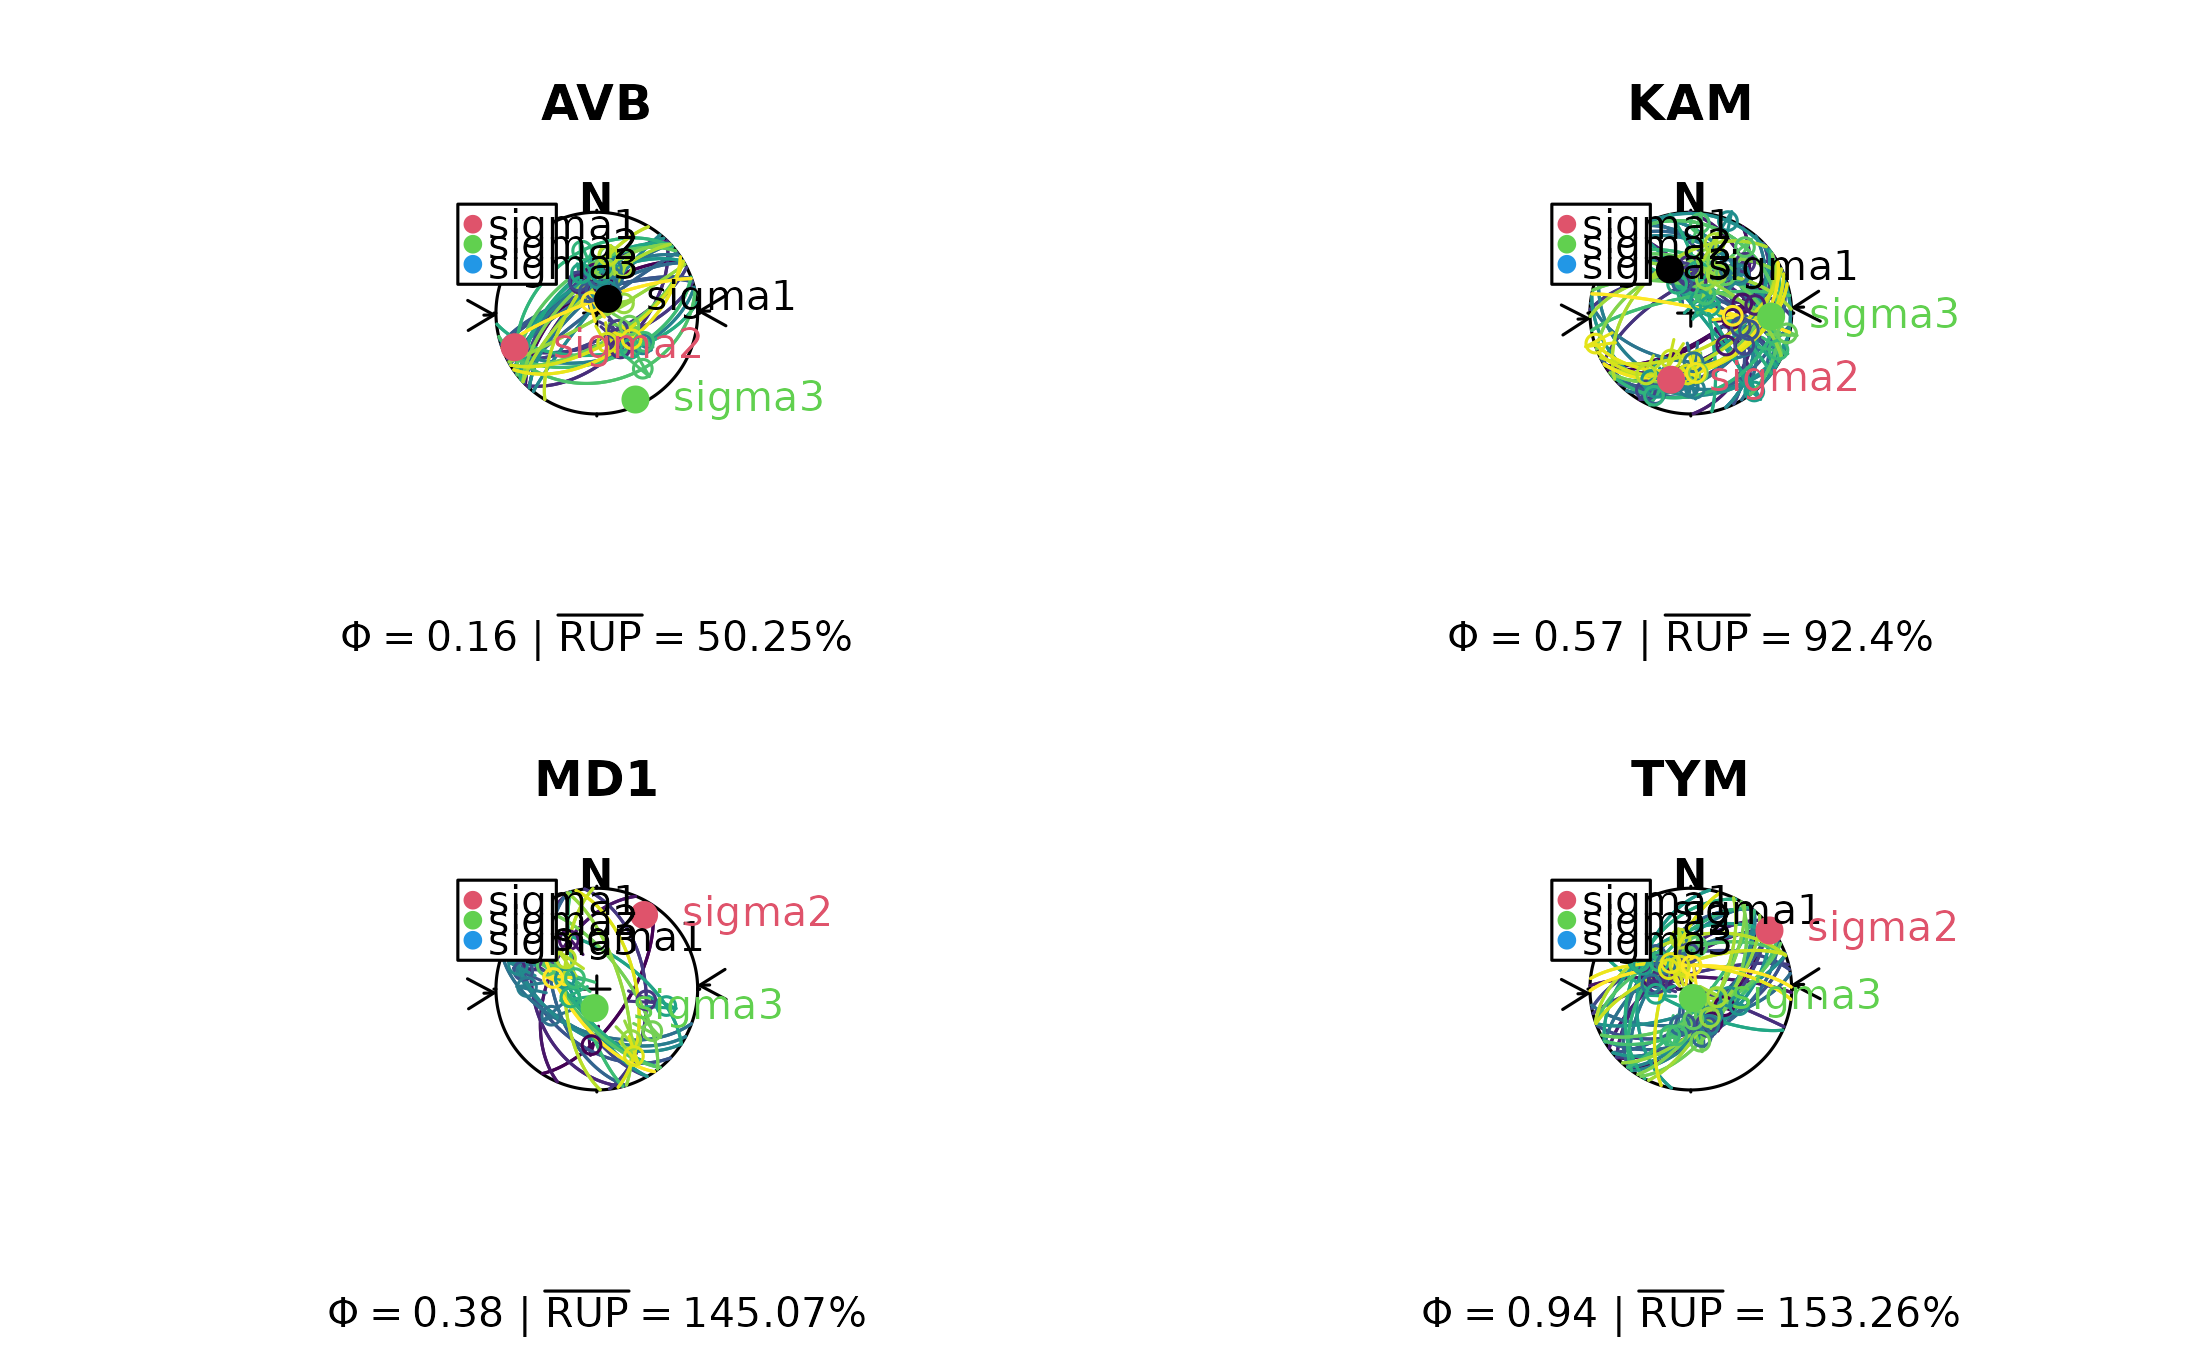 AVB
N
sigma1
sigma2
sigma3
sigma1
sigma2
sigma3
Φ = 0.16 | RUP = 50.25%
KAM
N
sigma1
sigma2
sigma3
sigma1
sigma3
sigma2
Φ = 0.57 | RUP = 92.4%
MD1
N
sigma1
sigma2
sigma3
sigma2
sigma1
sigma3
Φ = 0.38 | RUP = 145.07%
TYM
N
sigma1
sigma2
sigma3
sigma1
sigma2
sigma3
Φ = 0.94 | RUP = 153.26%